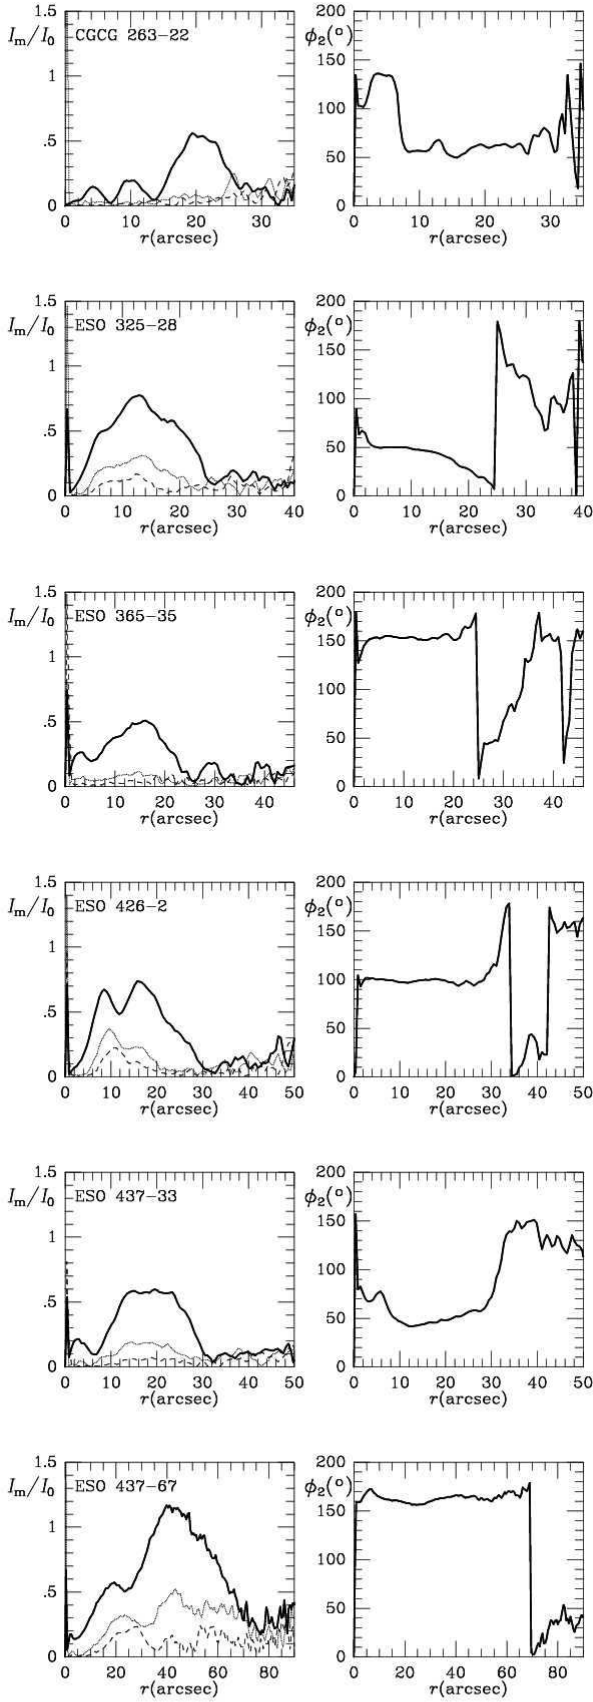 I_m/I_0 CGCG 263−22 φ_2(°)
1.5 200
1 150
100
.5 50
0 0
0 10 20 30 0 10 20 30
r(arcsec) r(arcsec)
I_m/I_0 ESO 325−28 φ_2(°)
1.5 200
1 150
100
.5 50
0 0
0 10 20 30 40 0 10 20 30 40
r(arcsec) r(arcsec)
I_m/I_0 ESO 365−35 φ_2(°)
1.5 200
1 150
100
.5 50
0 0
0 10 20 30 40 0 10 20 30 40
r(arcsec) r(arcsec)
I_m/I_0 ESO 426−2 φ_2(°)
1.5 200
1 150
100
.5 50
0 0
0 10 20 30 40 50 0 10 20 30 40 50
r(arcsec) r(arcsec)
I_m/I_0 ESO 437−33 φ_2(°)
1.5 200
1 150
100
.5 50
0 0
0 10 20 30 40 50 0 10 20 30 40 50
r(arcsec) r(arcsec)
I_m/I_0 ESO 437−67 φ_2(°)
1.5 200
1 150
100
.5 50
0 0
0 20 40 60 80 0 20 40 60 80
r(arcsec) r(arcsec)